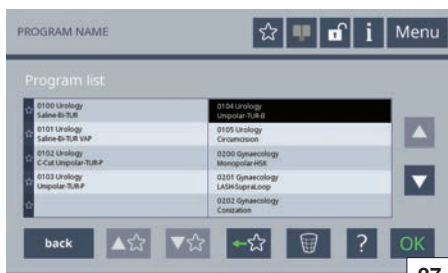 PROGRAM NAME
i
Menu
Program list
0100 Urology
Saline-Bi-TUR
0101 Urology
Saline-Bi-TUR VAP
0102 Urology
C-Cut Unipolar-TUR-P
0103 Urology
Unipolar-TUR-P
0104 Urology
Unipolar-TUR-B
0105 Urology
Circumcision
0200 Gynaecology
Monopolar-HSK
0201 Gynaecology
LASH-SupraLoop
0202 Gynaecology
Conization
back
?
OK